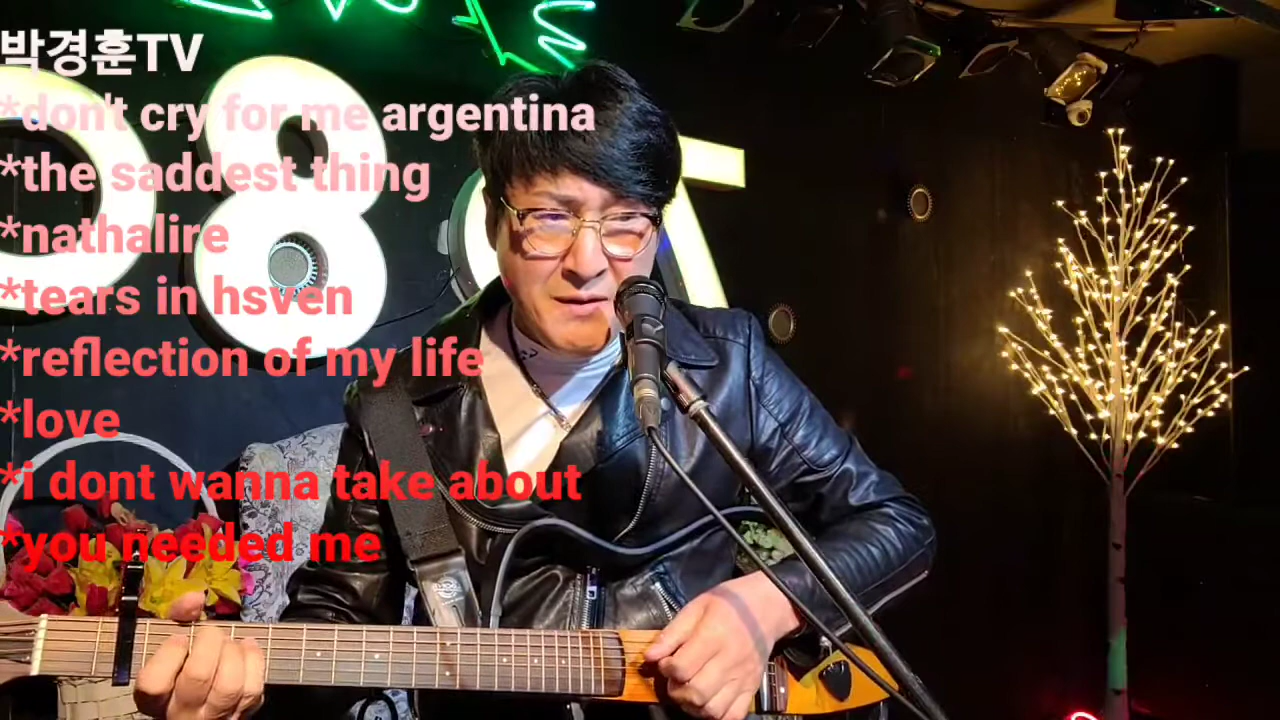 박경훈TV
*don't cry for me argentina
*the saddest thing
*nathalire
*tears in hsven
*reflection of my life
*love
*i dont wanna take about
*you needed me
8